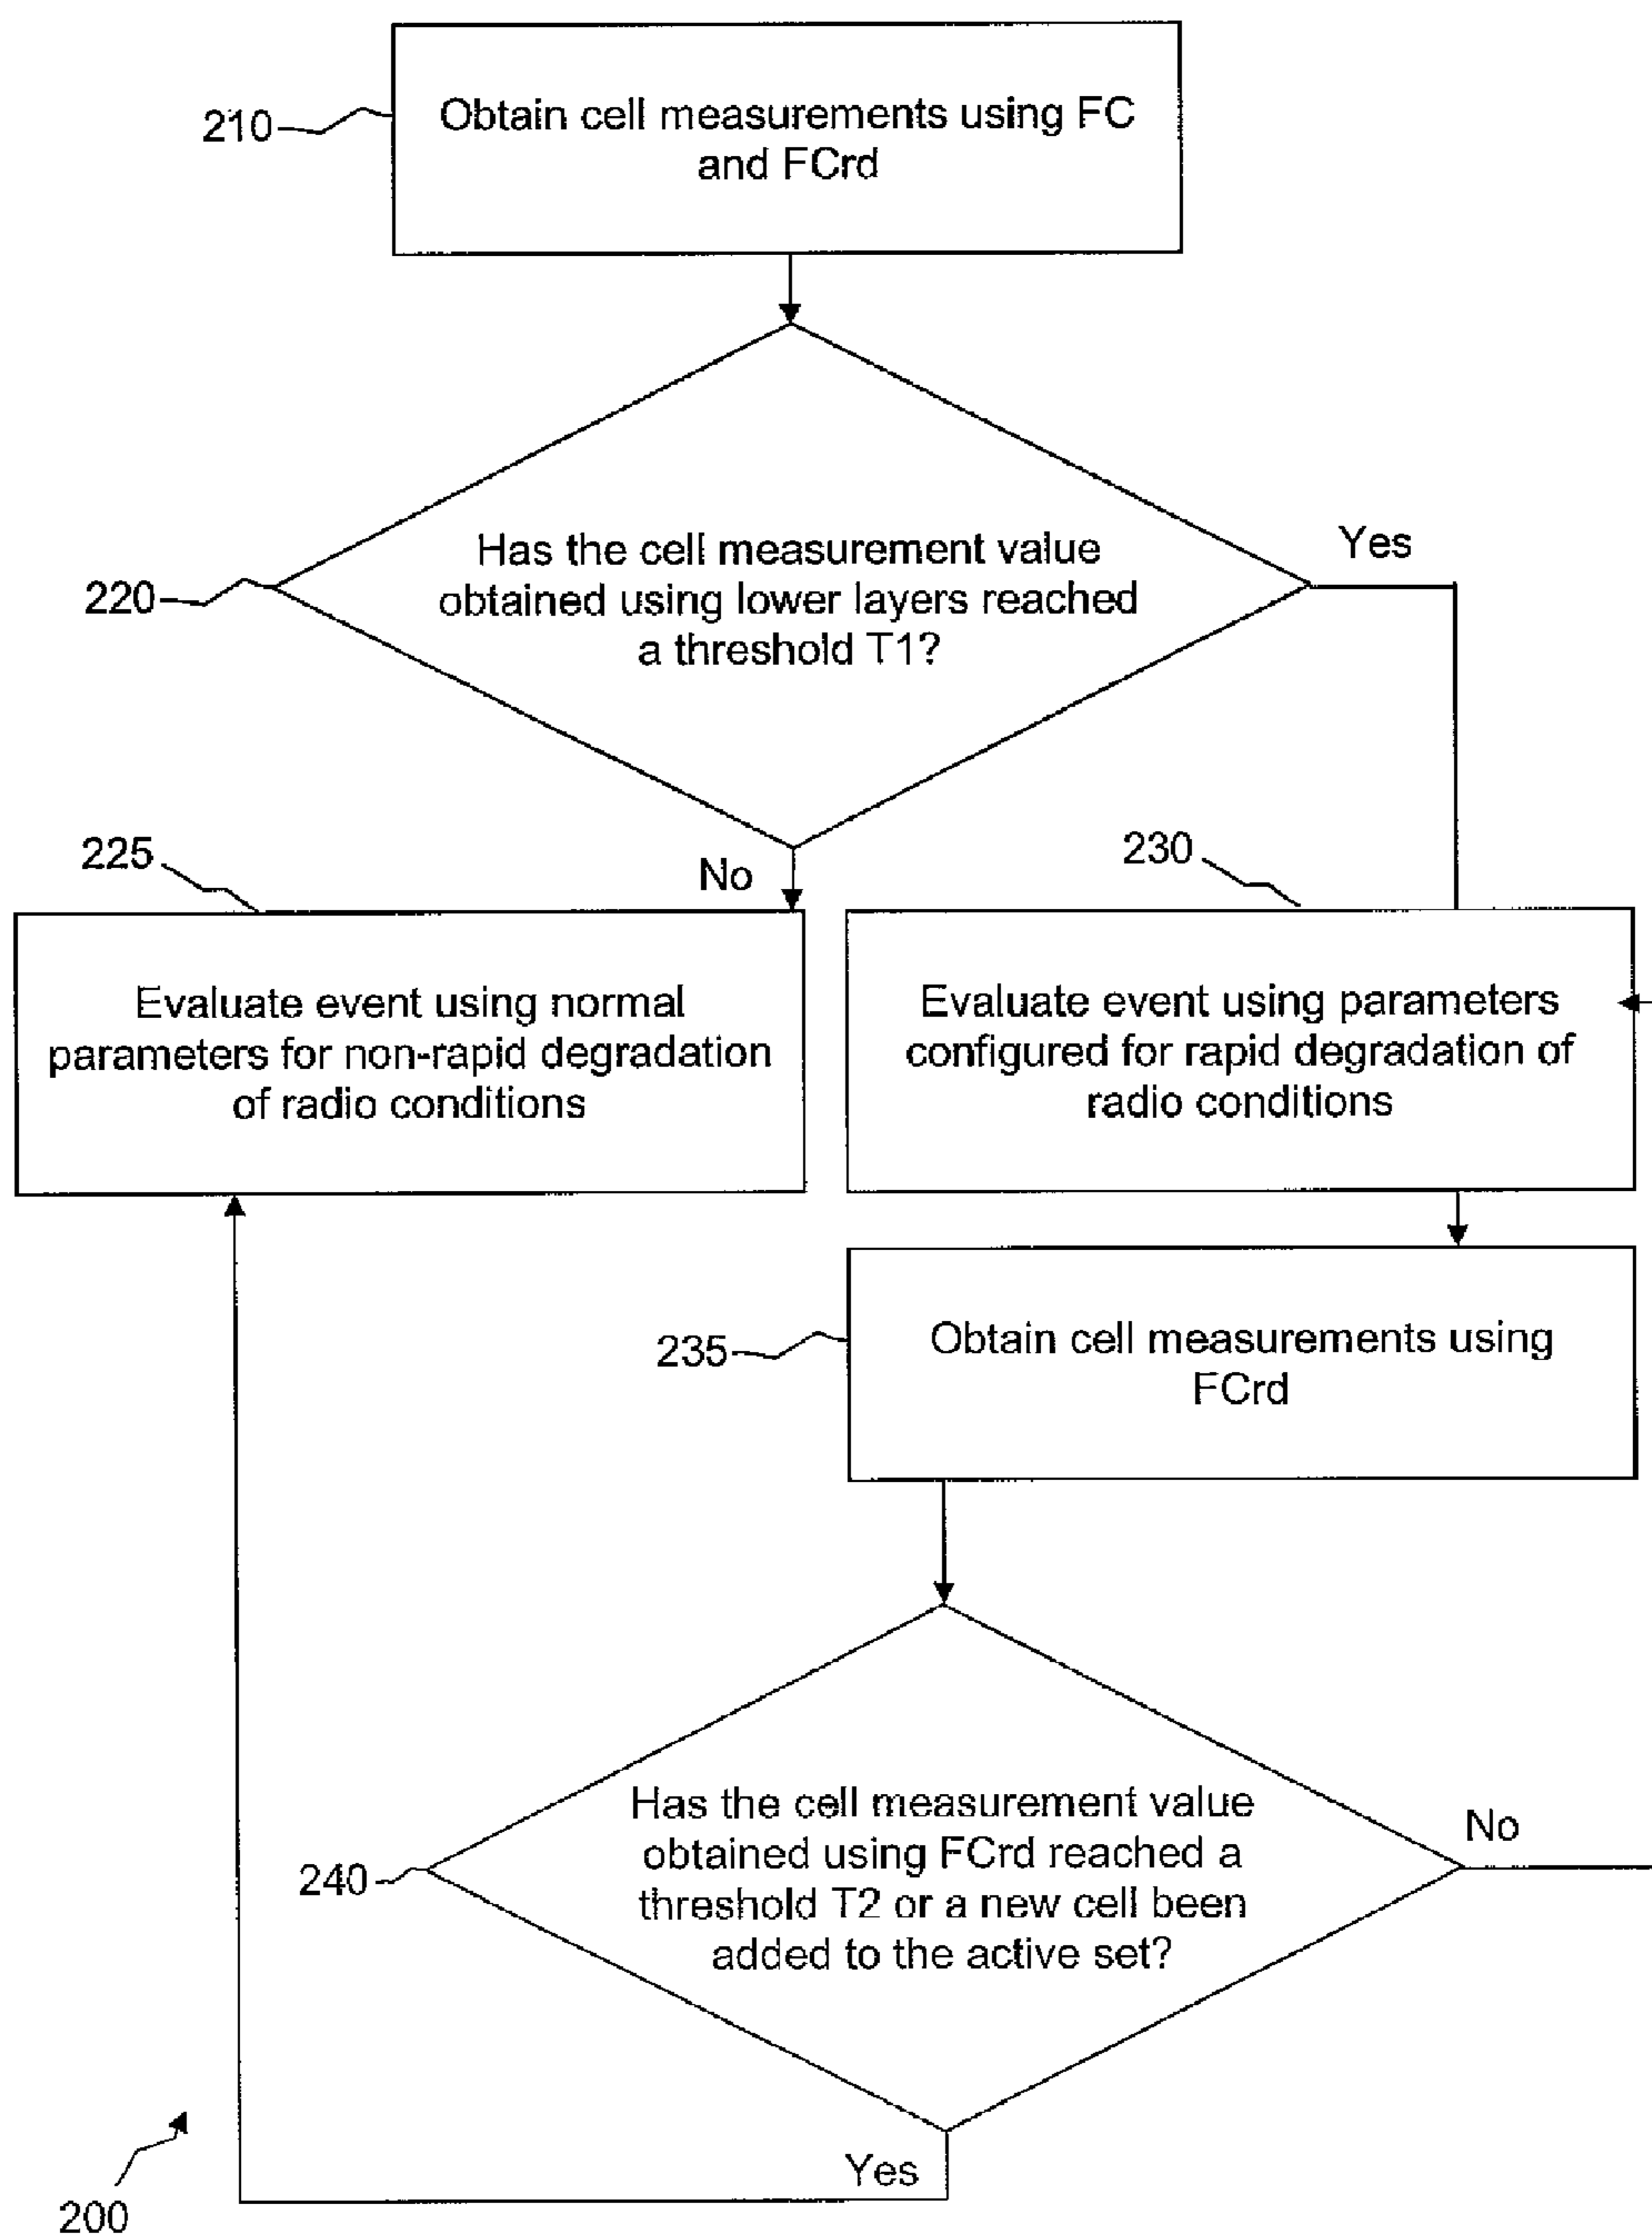 210
Obtain cell measurements using FC
and FCrd
220
Has the cell measurement value
obtained using lower layers reached
a threshold T1?
Yes
No
225
230
Evaluate event using normal
parameters for non-rapid degradation
of radio conditions
Evaluate event using parameters
configured for rapid degradation of
radio conditions
235
Obtain cell measurements using
FCrd
240
Has the cell measurement value
obtained using FCrd reached a
threshold T2 or a new cell been
added to the active set?
No
Yes
200